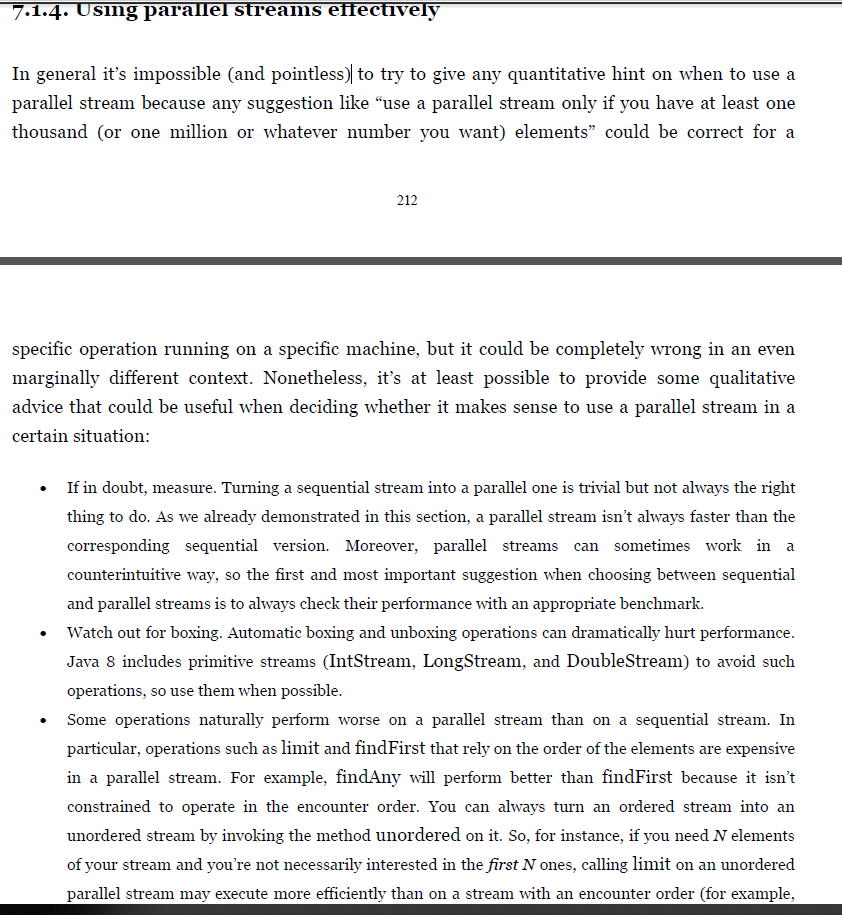 7.1.4. Using parallel streams effectively
In general it’s impossible (and pointless) to try to give any quantitative hint on when to use a
parallel stream because any suggestion like “use a parallel stream only if you have at least one
thousand (or one million or whatever number you want) elements” could be correct for a
212
specific operation running on a specific machine, but it could be completely wrong in an even
marginally different context. Nonetheless, it’s at least possible to provide some qualitative
advice that could be useful when deciding whether it makes sense to use a parallel stream in a
certain situation:
• If in doubt, measure. Turning a sequential stream into a parallel one is trivial but not always the right
thing to do. As we already demonstrated in this section, a parallel stream isn’t always faster than the
corresponding sequential version. Moreover, parallel streams can sometimes work in a
counterintuitive way, so the first and most important suggestion when choosing between sequential
and parallel streams is to always check their performance with an appropriate benchmark.
• Watch out for boxing. Automatic boxing and unboxing operations can dramatically hurt performance.
Java 8 includes primitive streams (IntStream, LongStream, and DoubleStream) to avoid such
operations, so use them when possible.
• Some operations naturally perform worse on a parallel stream than on a sequential stream. In
particular, operations such as limit and findFirst that rely on the order of the elements are expensive
in a parallel stream. For example, findAny will perform better than findFirst because it isn’t
constrained to operate in the encounter order. You can always turn an ordered stream into an
unordered stream by invoking the method unordered on it. So, for instance, if you need N elements
of your stream and you’re not necessarily interested in the first N ones, calling limit on an unordered
parallel stream may execute more efficiently than on a stream with an encounter order (for example,